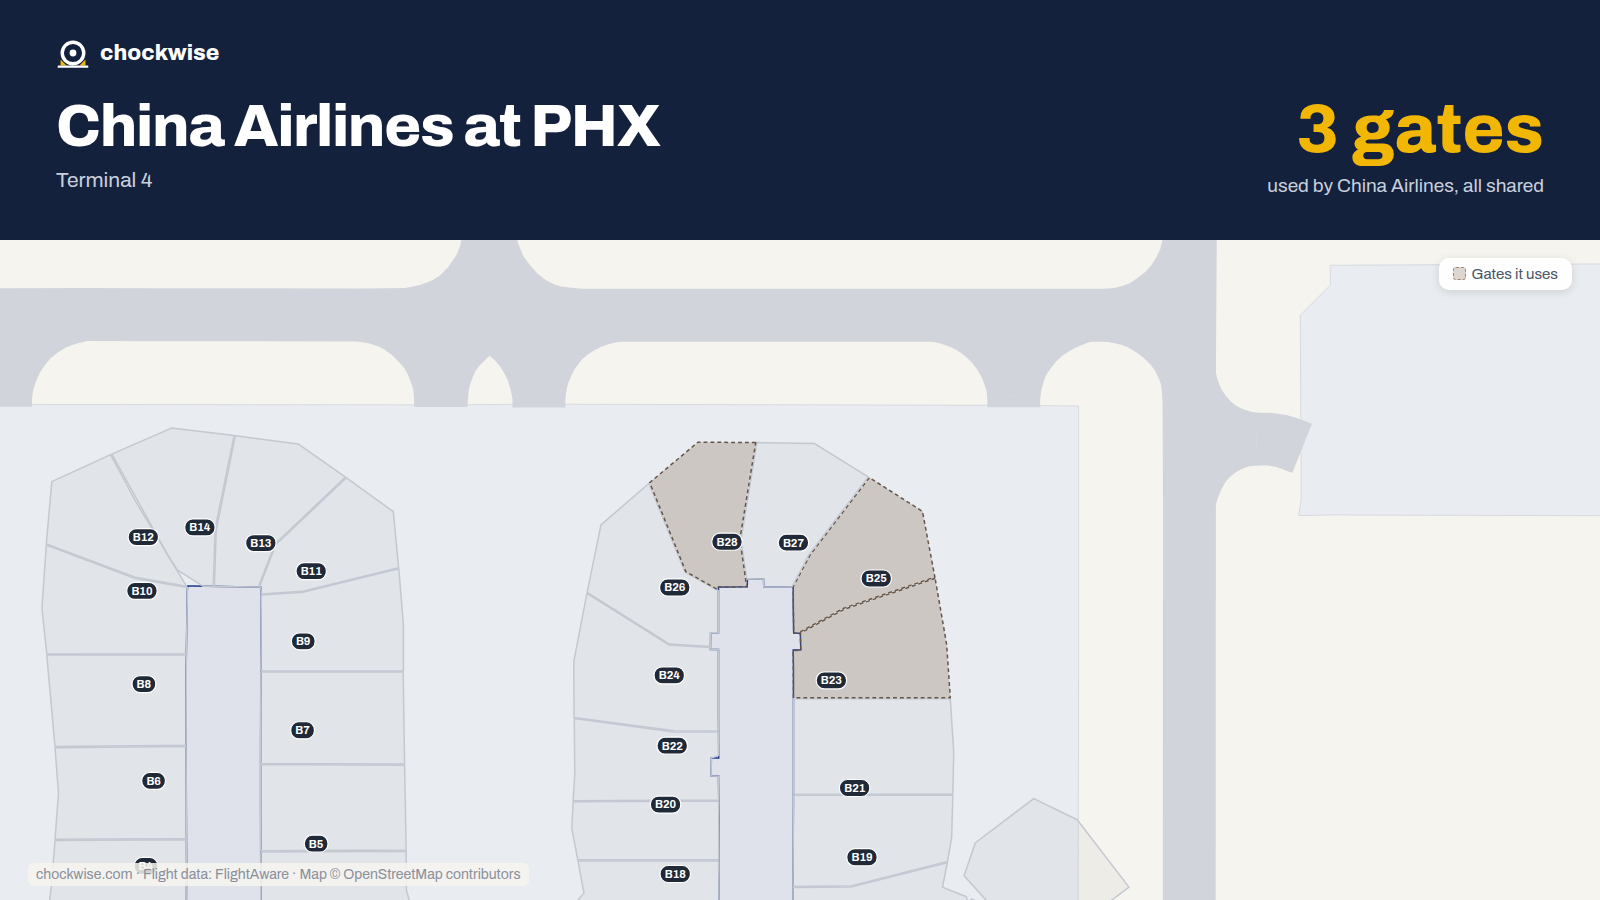 chockwise
China Airlines at PHX
Terminal 4
3 gates
used by China Airlines, all shared
Gates it uses
B12
B14
B13
B11
B10
B9
B8
B7
B6
B5
B28
B27
B26
B25
B24
B23
B22
B21
B20
B19
B18
chockwise.com · Flight data: FlightAware · Map © OpenStreetMap contributors